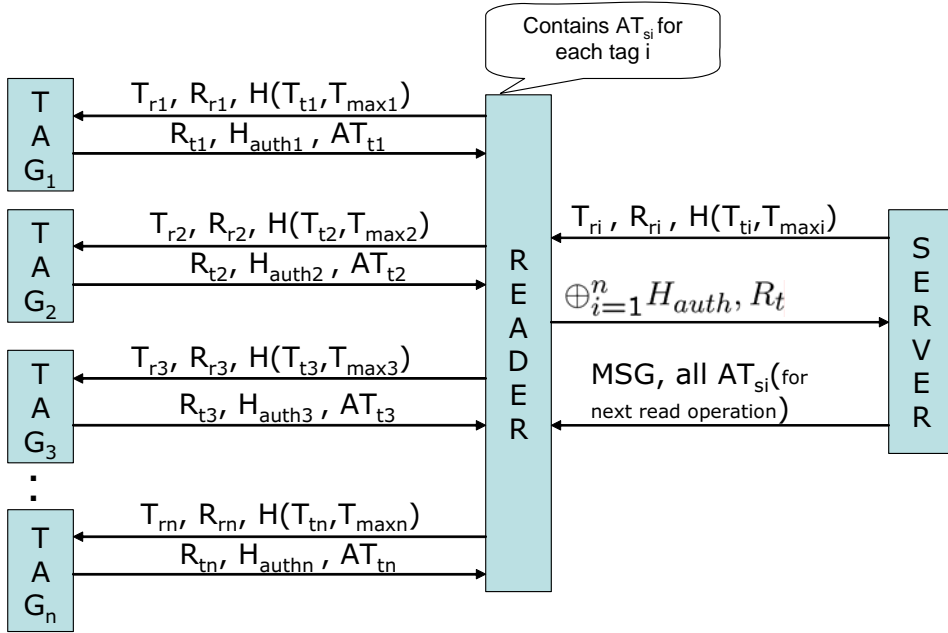 Contains AT_si for
each tag i
T
A
G_1
T_r1, R_r1, H(T_t1,T_max1)
R_t1, H_auth1 , AT_t1
T
A
G_2
T_r2, R_r2, H(T_t2,T_max2)
R_t2, H_auth2 , AT_t2
T
A
G_3
T_r3, R_r3, H(T_t3,T_max3)
R_t3, H_auth3 , AT_t3
:
T
A
G_n
T_rn, R_rn, H(T_tn,T_maxn)
R_tn, H_authn , AT_tn
R
E
A
D
E
R
T_ri , R_ri , H(T_ti,T_maxi)
⊕_{i=1}^n H_auth, R_t
MSG, all AT_si(for
next read operation)
S
E
R
V
E
R